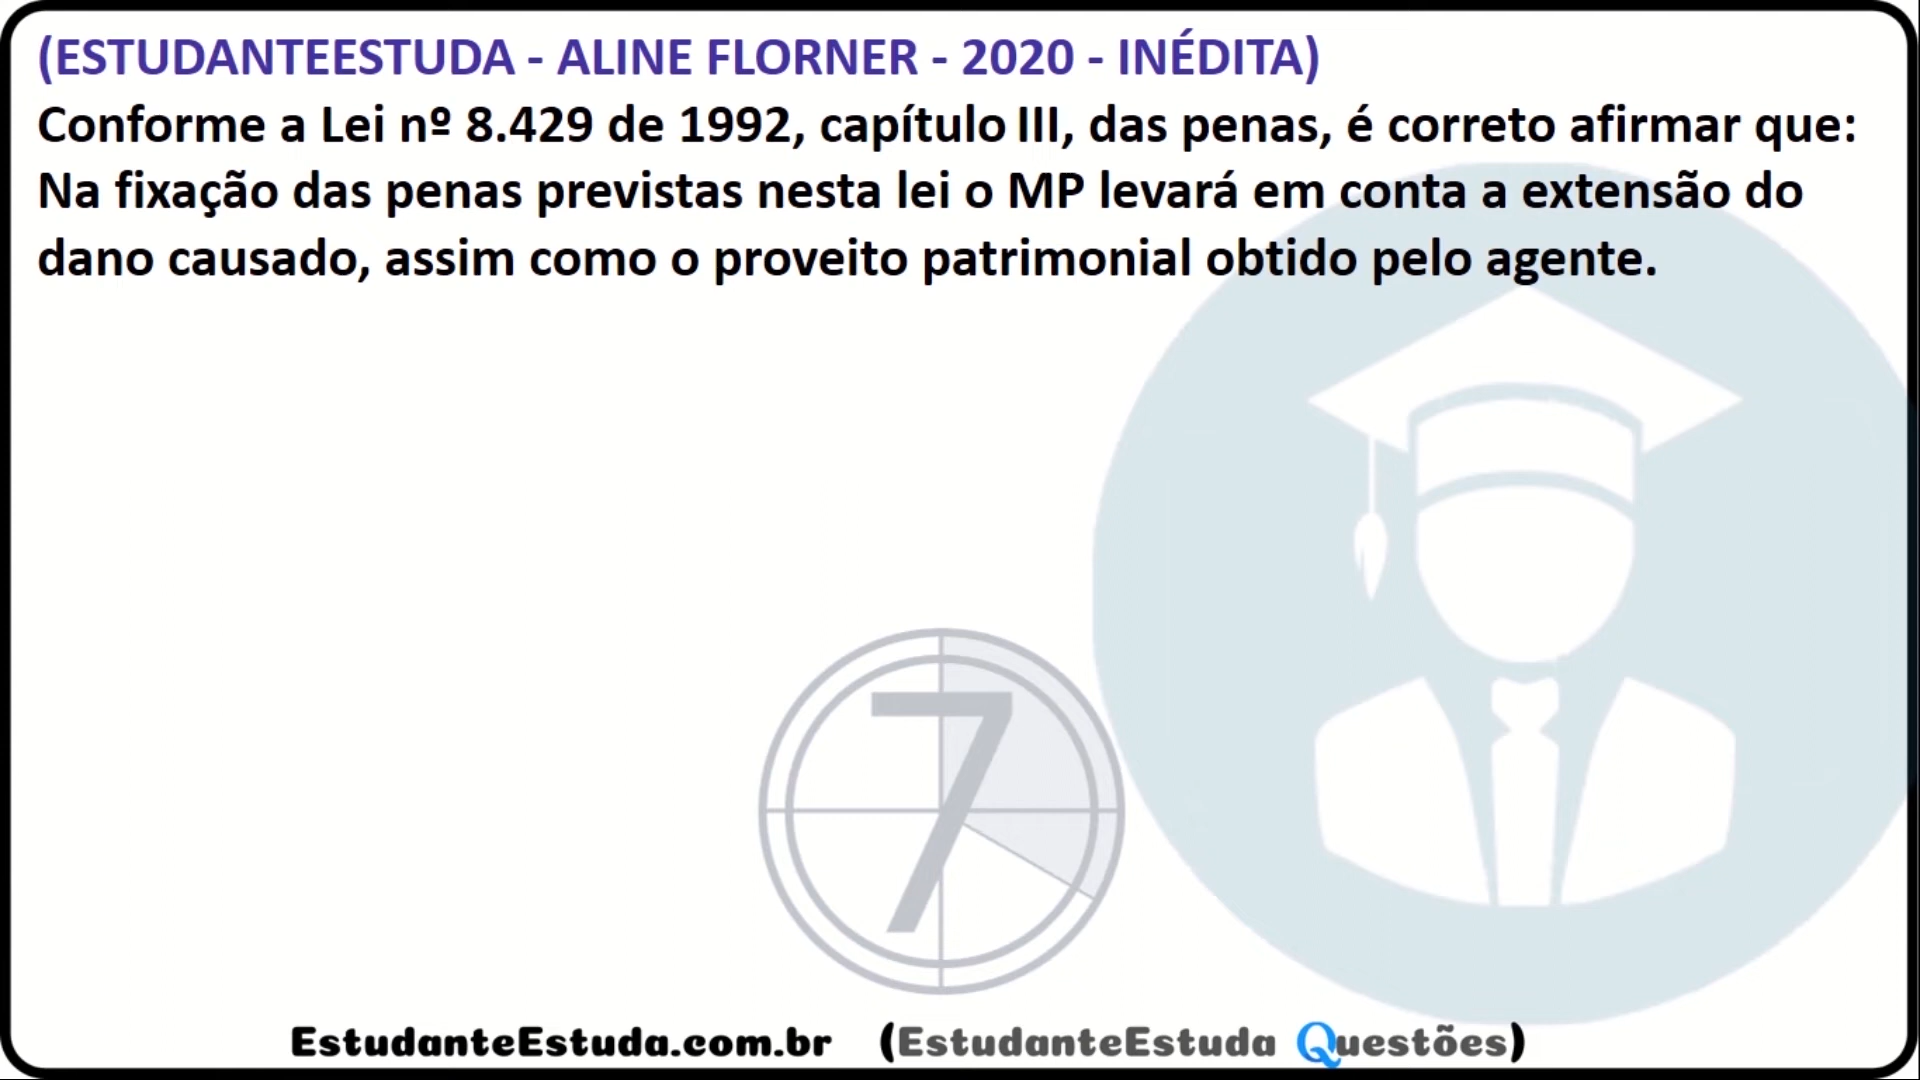 (ESTUDANTEESTUDA - ALINE FLORNER - 2020 - INÉDITA)
Conforme a Lei nº 8.429 de 1992, capítulo III, das penas, é correto afirmar que:
Na fixação das penas previstas nesta lei o MP levará em conta a extensão do
dano causado, assim como o proveito patrimonial obtido pelo agente.
7
EstudanteEstuda.com.br (EstudanteEstuda Questões)